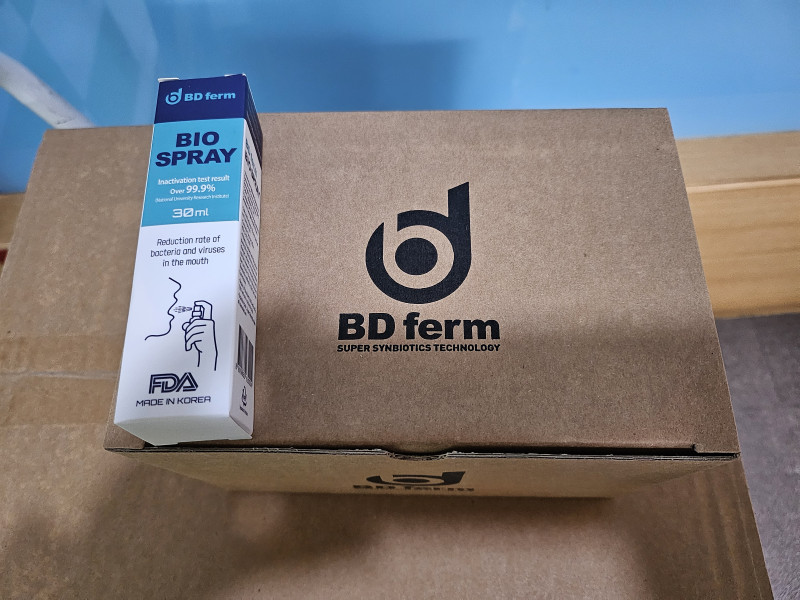 BD ferm
BIO
SPRAY
Inactivation test result
Over 99.9%
30ml
Reduction rate of
bacteria and viruses
in the mouth
FDA
MADE IN KOREA
BD ferm
SUPER SYNBIOTICS TECHNOLOGY
BD ferm